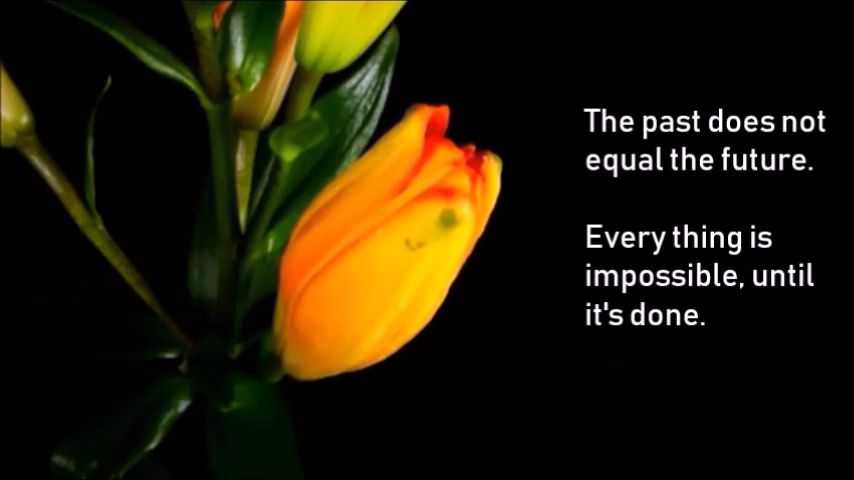 The past does not
equal the future.
Every thing is
impossible, until
it's done.